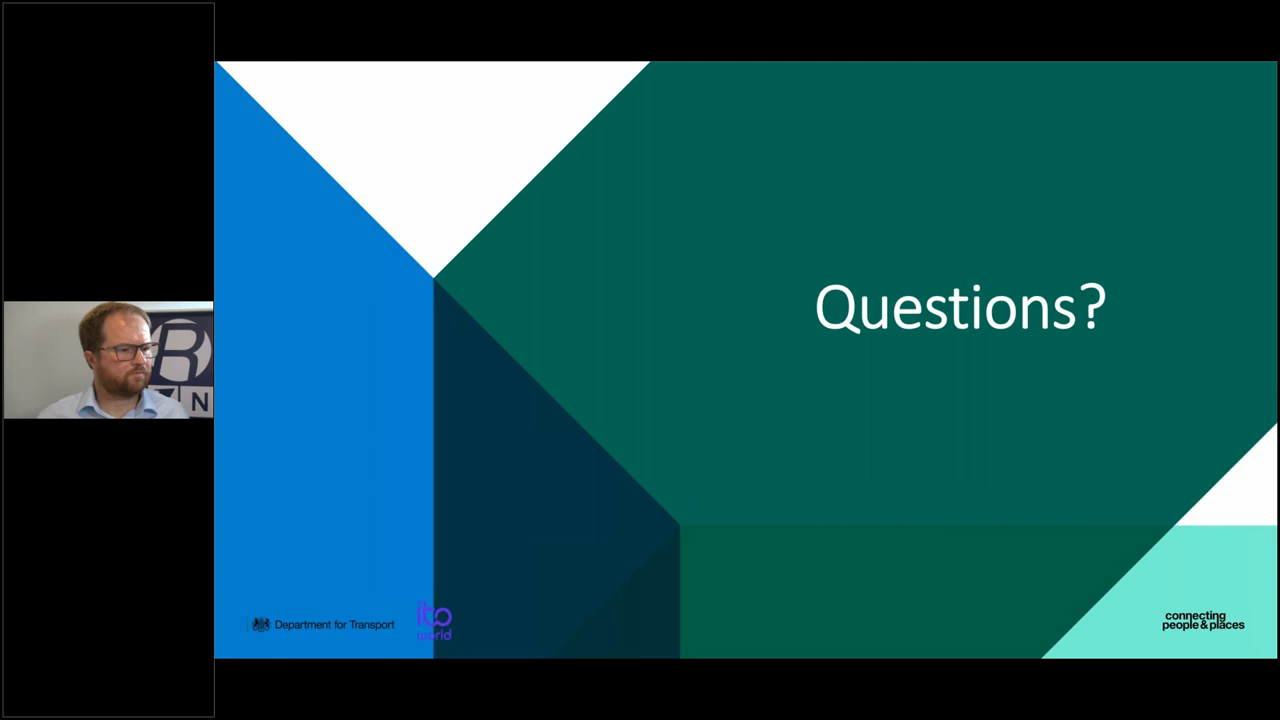 R
N
Questions?
Department for Transport
ito
world
connecting
people & places